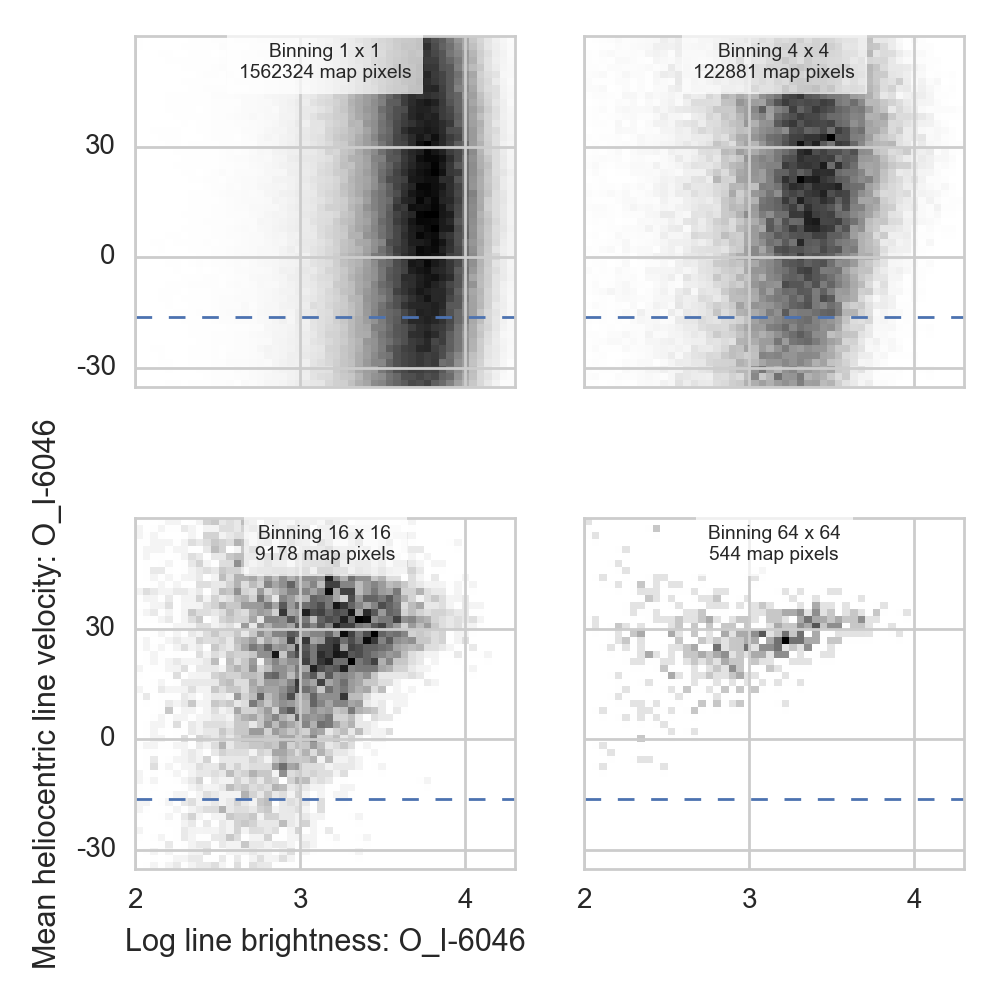 Binning 1 x 1
1562324 map pixels
Binning 4 x 4
122881 map pixels
30
0
-30
Binning 16 x 16
9178 map pixels
Binning 64 x 64
544 map pixels
30
0
-30
2
3
4
2
3
4
Log line brightness: O_I-6046
Mean heliocentric line velocity: O_I-6046